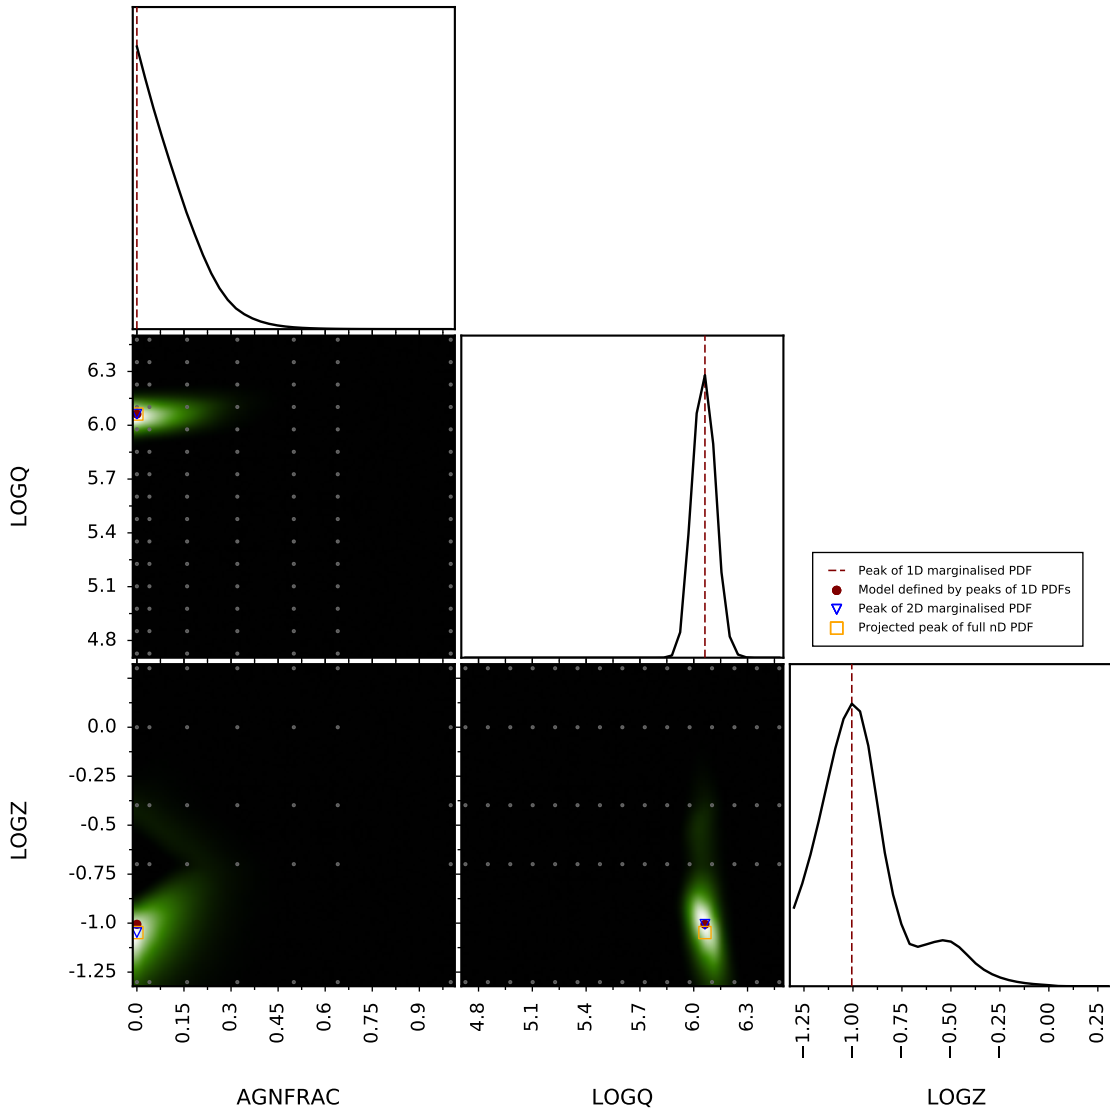 6.3
6.0
5.7
5.4
5.1
4.8
LOGQ
Peak of 1D marginalised PDF
Model defined by peaks of 1D PDFs
Peak of 2D marginalised PDF
Projected peak of full nD PDF
0.0
-0.25
-0.5
-0.75
-1.0
-1.25
LOGZ
0.0 0.15 0.3 0.45 0.6 0.75 0.9
4.8 5.1 5.4 5.7 6.0 6.3
−1.25 −1.00 −0.75 −0.50 −0.25 0.00 0.25
AGNFRAC LOGQ LOGZ